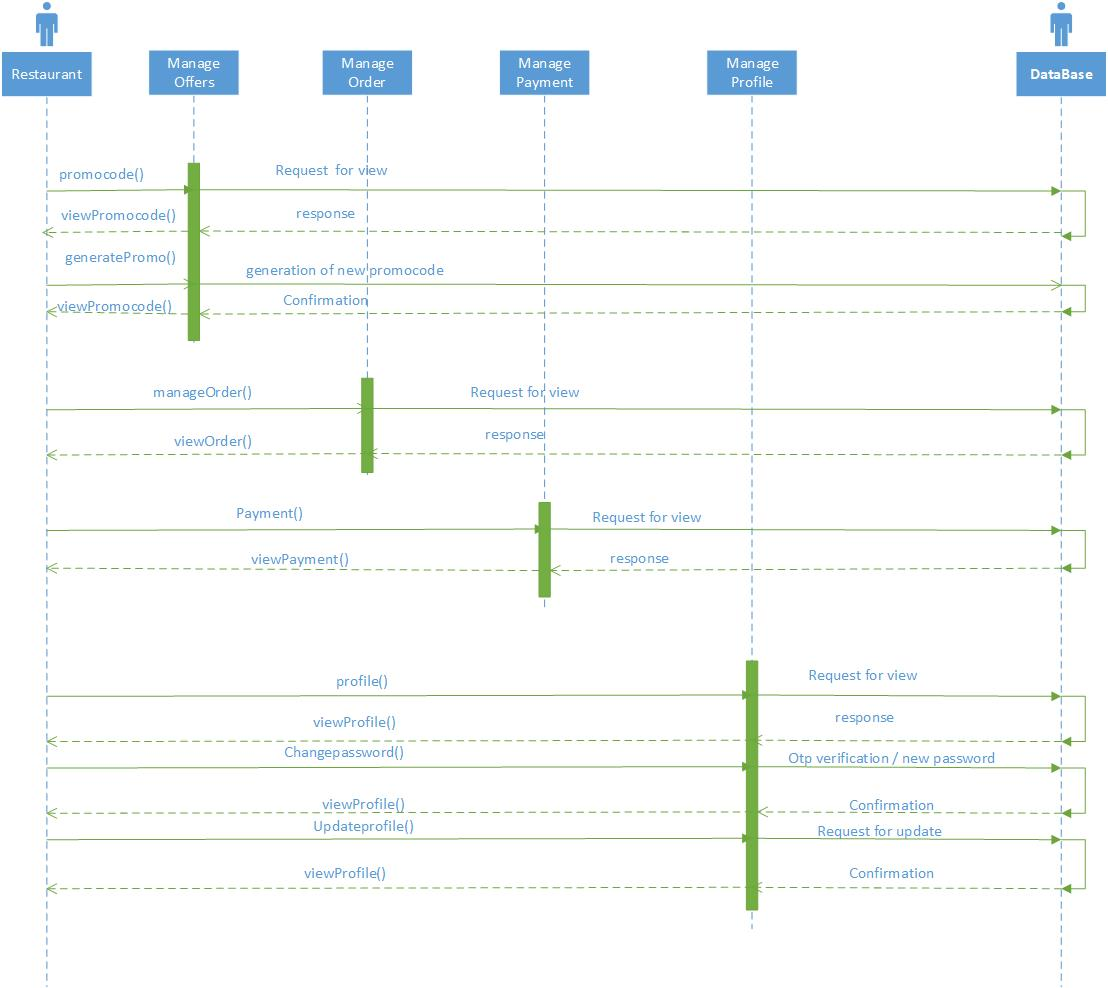 Restaurant
Manage
Offers
Manage
Order
Manage
Payment
Manage
Profile
DataBase
promocode()
Request for view
viewPromocode()
response
generatePromo()
generation of new promocode
viewPromocode()
Confirmation
manageOrder()
Request for view
viewOrder()
response
Payment()
Request for view
viewPayment()
response
profile()
Request for view
viewProfile()
response
Changepassword()
Otp verification / new password
viewProfile()
Confirmation
Updateprofile()
Request for update
viewProfile()
Confirmation